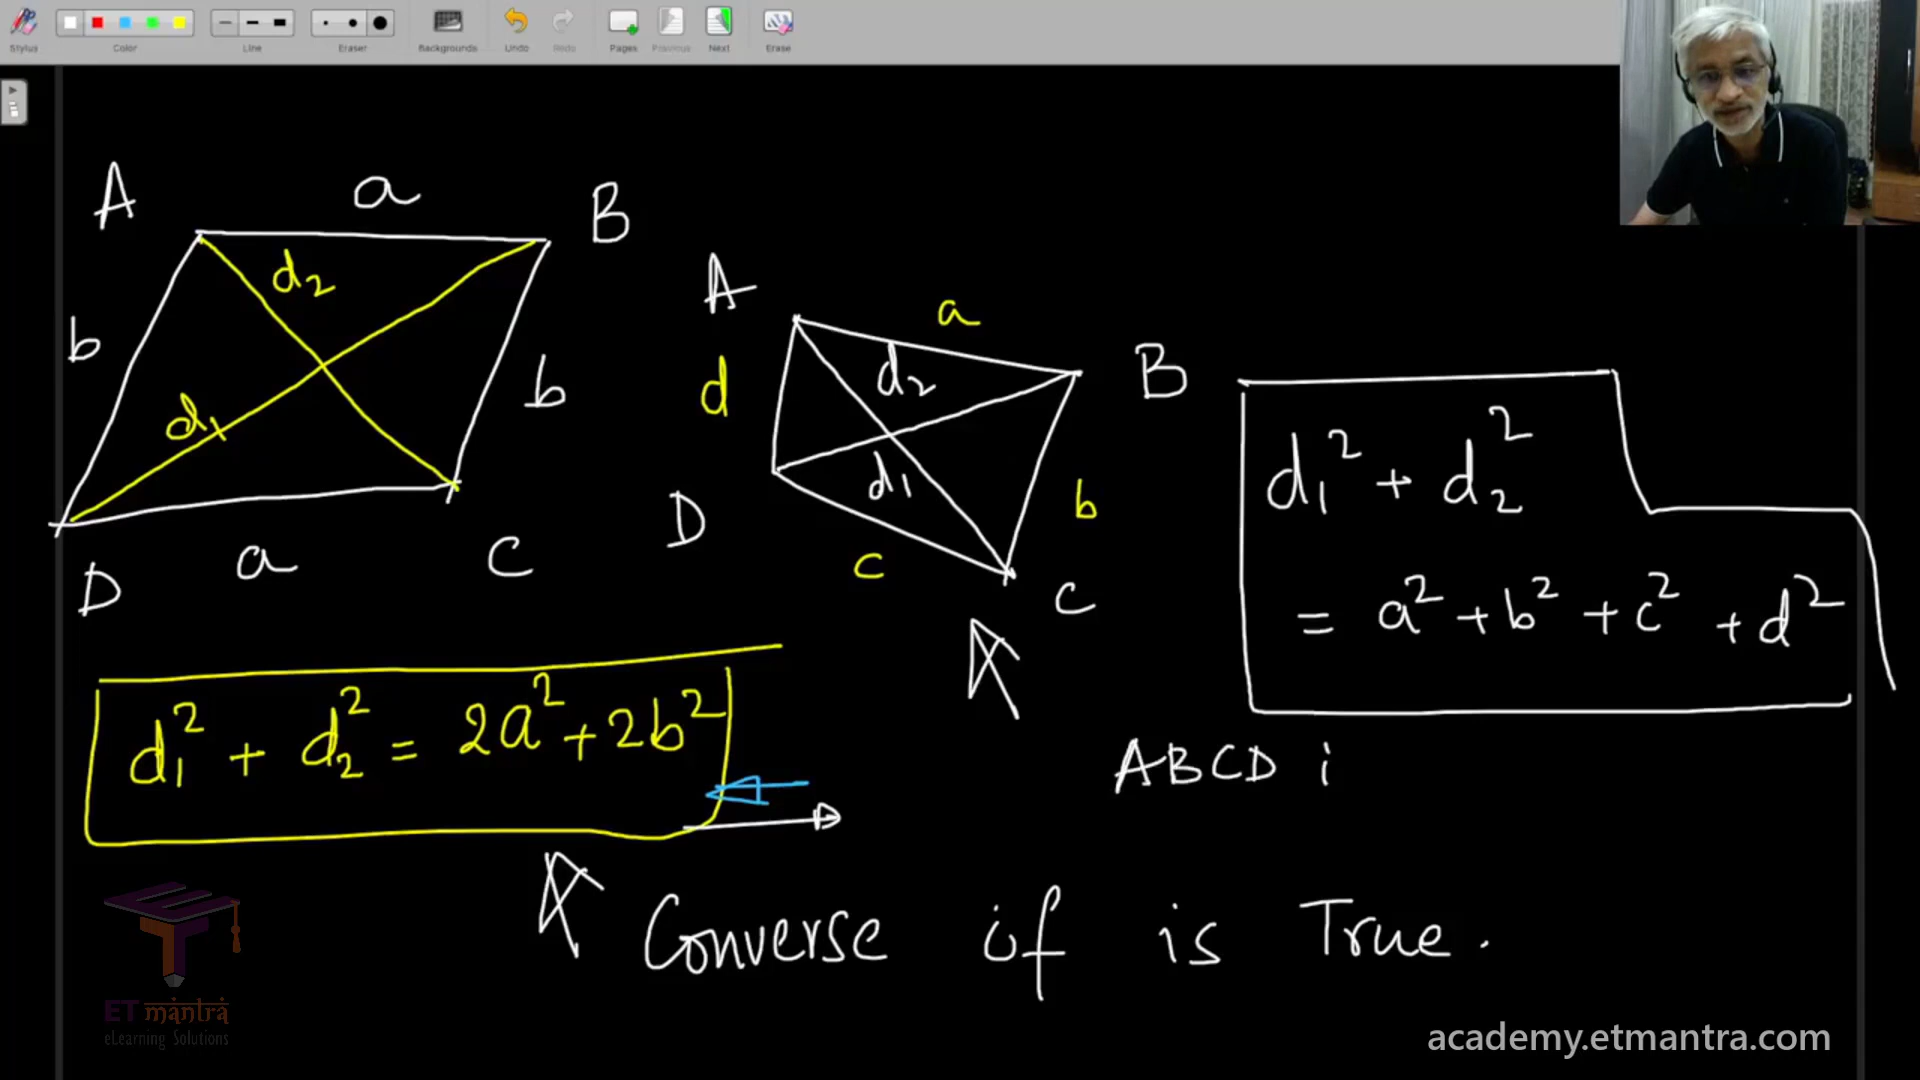 Stylus Color Line Eraser Backgrounds Undo Redo Pages Previous Next Erase
A a B
d₂
b
d₁
b
D a C
A a
d d₂ B
d₁
D b
c
C
d₁² + d₂²
= a² + b² + c² + d²
d₁² + d₂² = 2a² + 2b²
ABCD i
Converse of is True.
ET mantra
eLearning Solutions
academy.etmantra.com